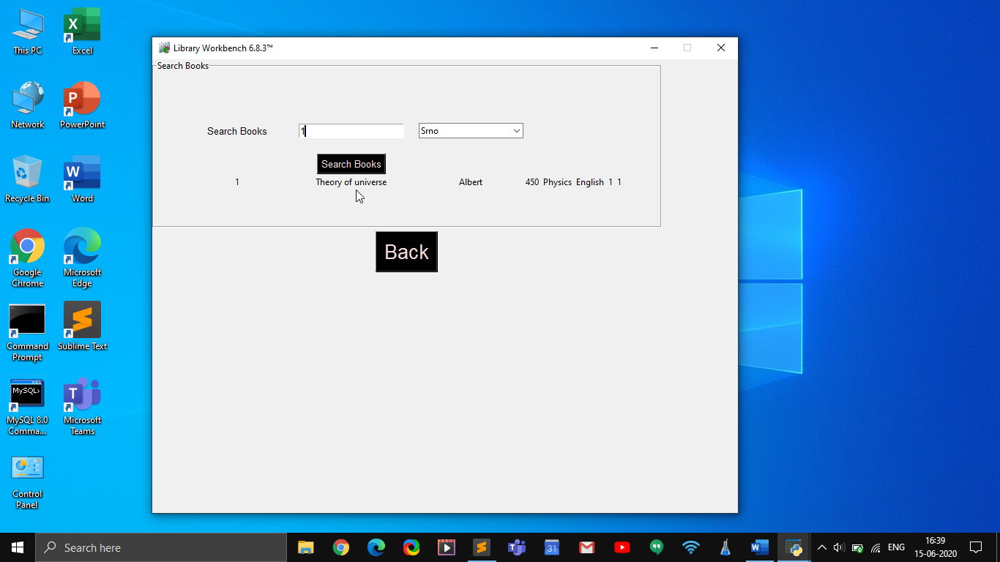 This PC
Excel
Network
PowerPoint
Recycle Bin
Word
Google Chrome
Microsoft Edge
Command Prompt
Sublime Text
MySQL>
MySQL 8.0 Comma...
Microsoft Teams
Control Panel
Library Workbench 6.8.3™
Search Books
Search Books 1 Srno
Search Books
1 Theory of universe Albert 450 Physics English 1 1
Back
Search here
31
ENG
16:39
15-06-2020